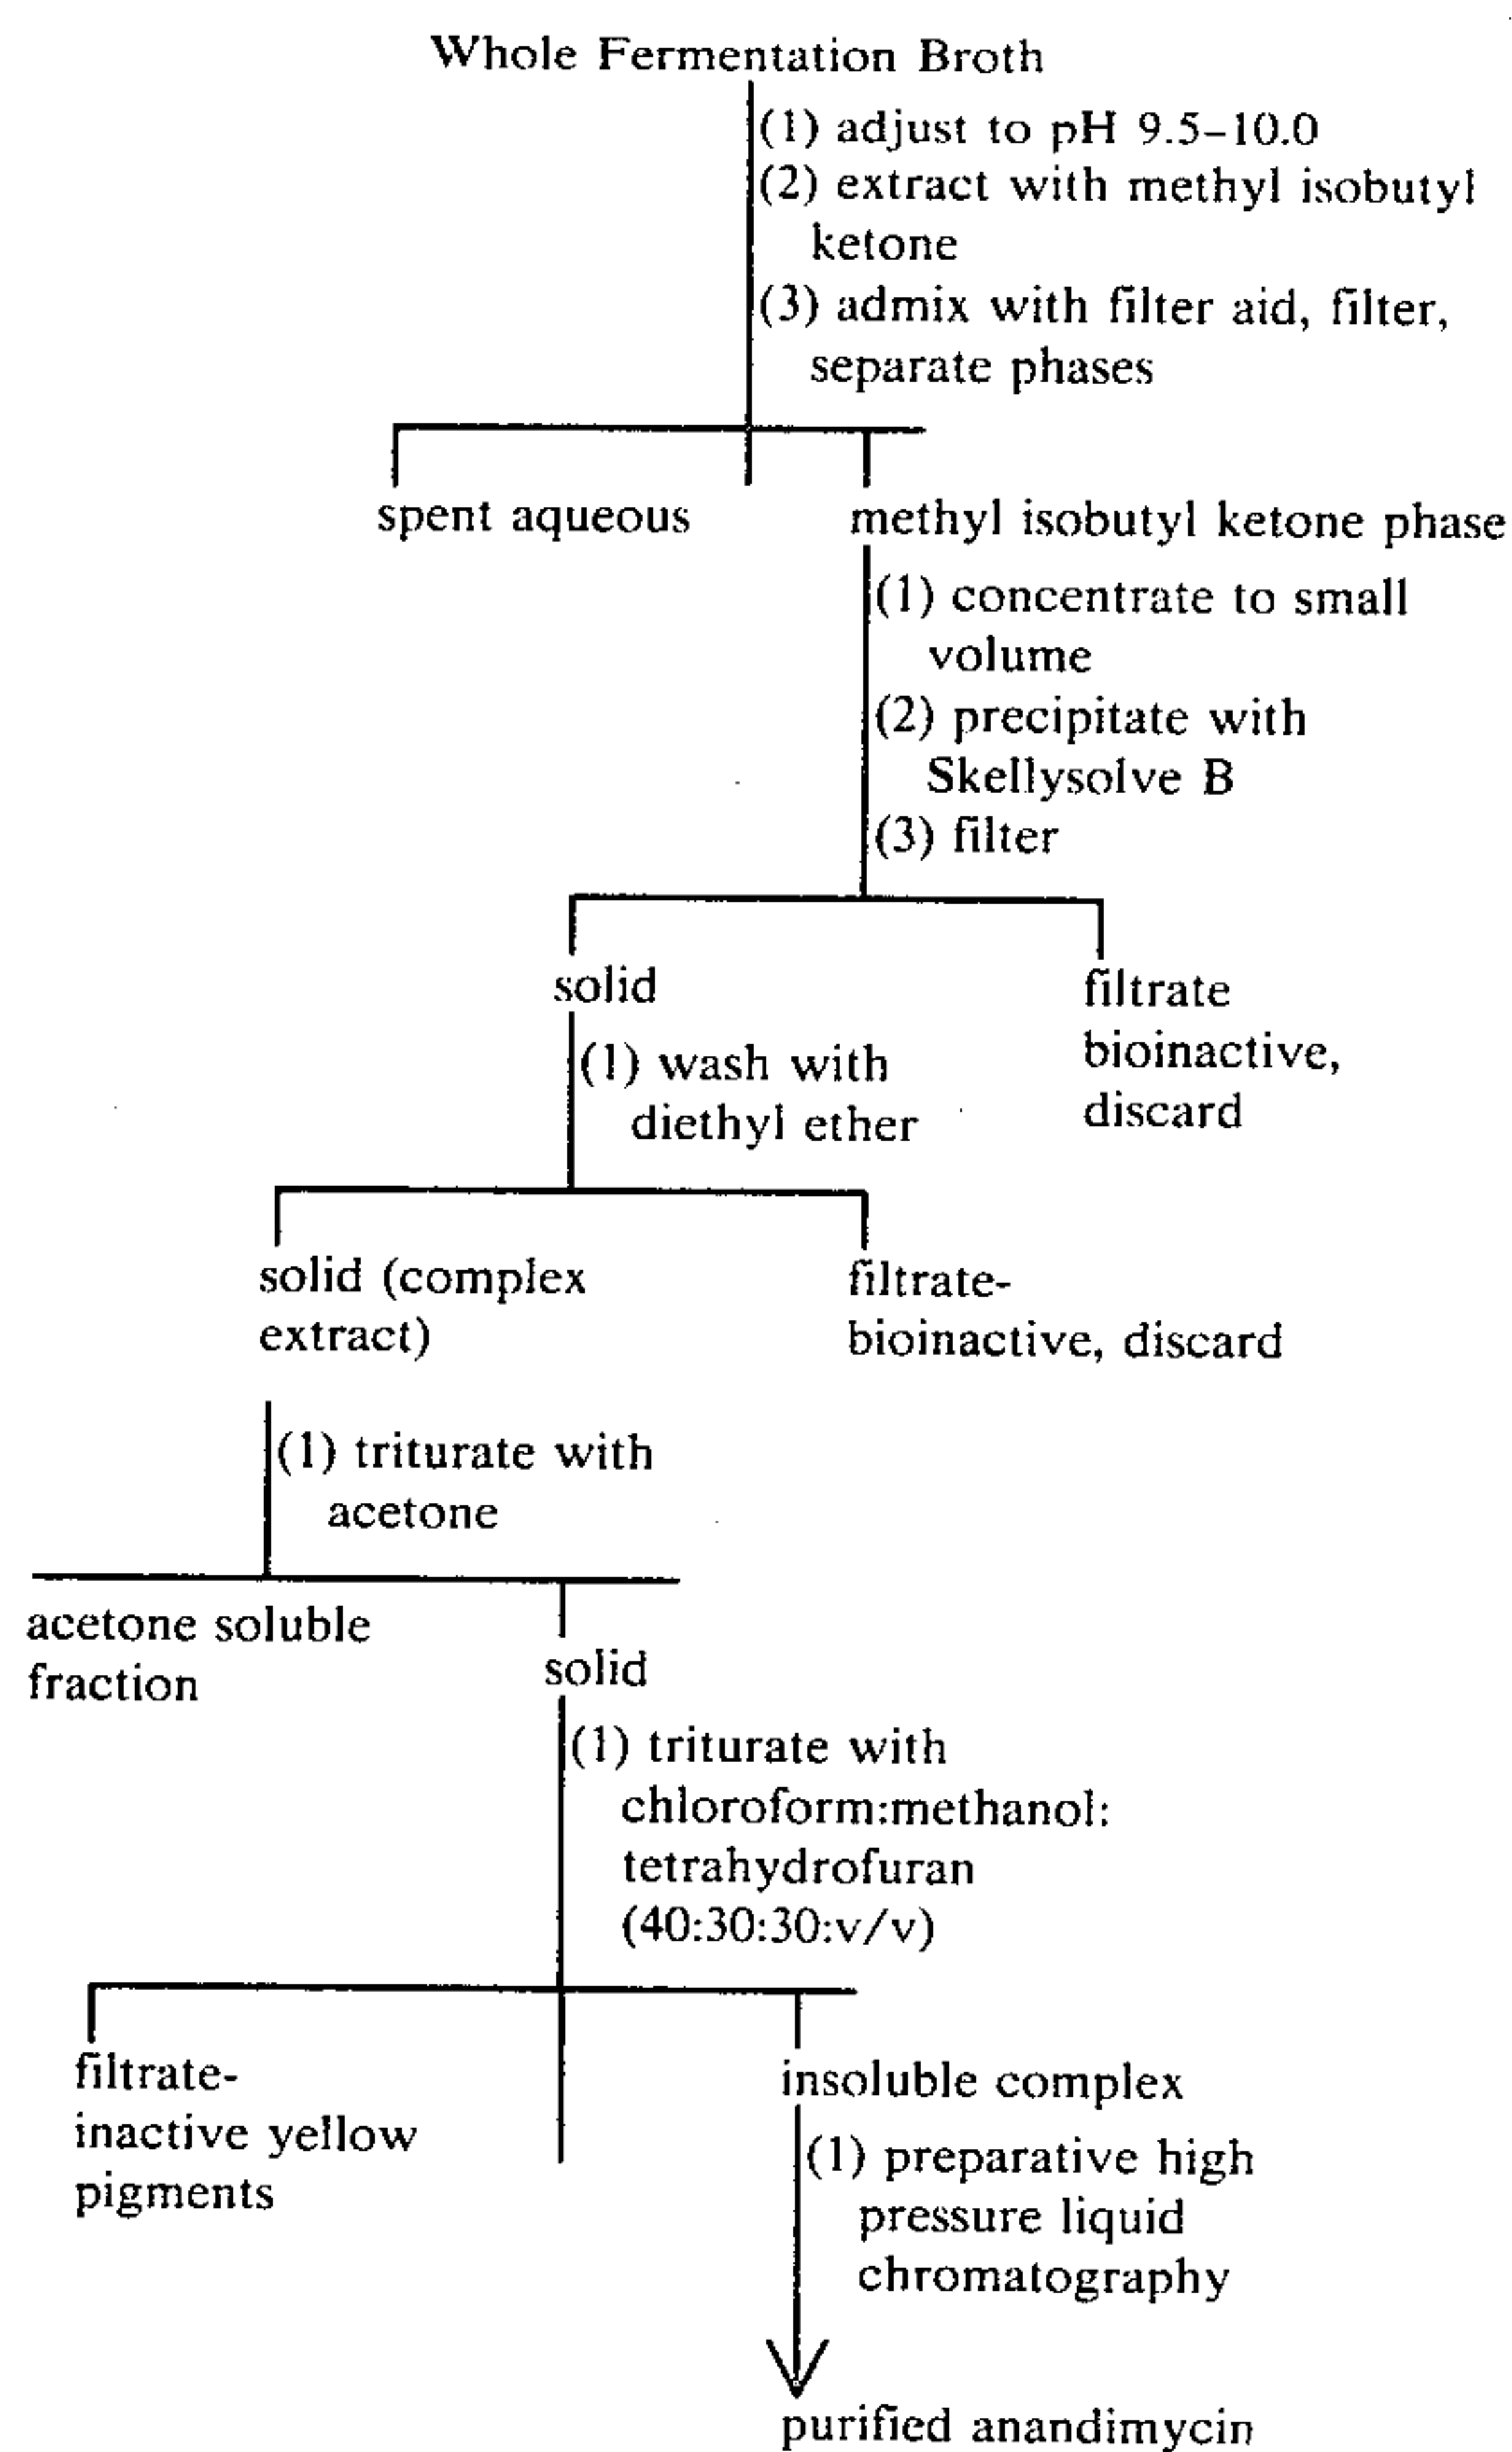 Whole Fermentation Broth
(1) adjust to pH 9.5–10.0
(2) extract with methyl isobutyl
ketone
(3) admix with filter aid, filter,
separate phases
spent aqueous
methyl isobutyl ketone phase
(1) concentrate to small
volume
(2) precipitate with
Skellysolve B
(3) filter
solid
(1) wash with
diethyl ether
filtrate
bioinactive,
discard
solid (complex
extract)
filtrate-
bioinactive, discard
(1) triturate with
acetone
acetone soluble
fraction
solid
(1) triturate with
chloroform:methanol:
tetrahydrofuran
(40:30:30:v/v)
filtrate-
inactive yellow
pigments
insoluble complex
(1) preparative high
pressure liquid
chromatography
purified anandimycin